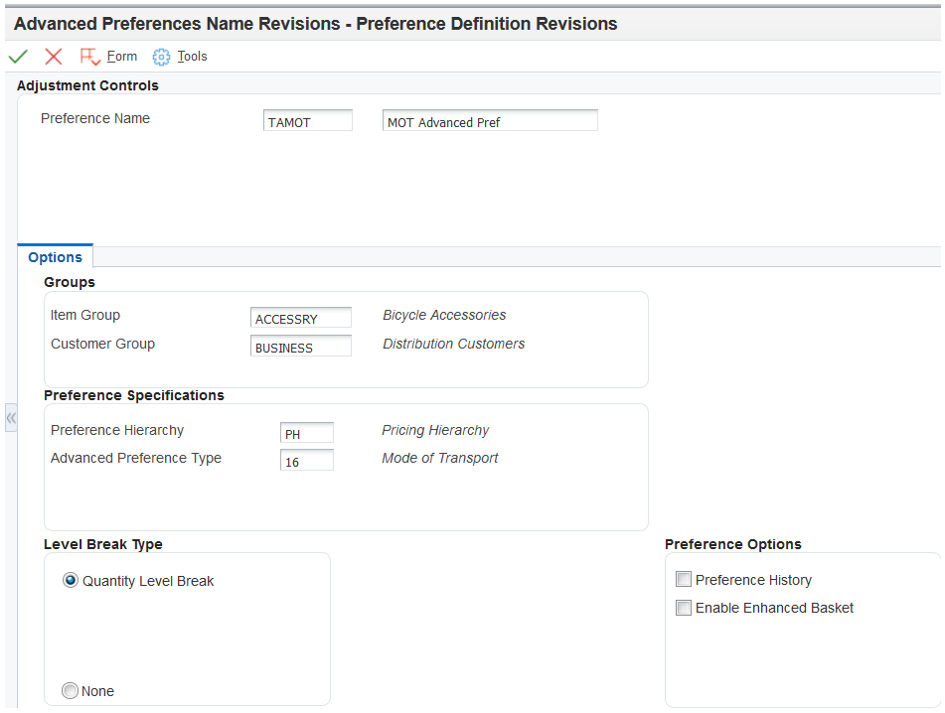 Advanced Preferences Name Revisions - Preference Definition Revisions
Form Tools
Adjustment Controls
Preference Name TAMOT MOT Advanced Pref
Options
Groups
Item Group ACCESSRY Bicycle Accessories
Customer Group BUSINESS Distribution Customers
Preference Specifications
Preference Hierarchy PH Pricing Hierarchy
Advanced Preference Type 16 Mode of Transport
Level Break Type Preference Options
Quantity Level Break Preference History
Enable Enhanced Basket
None